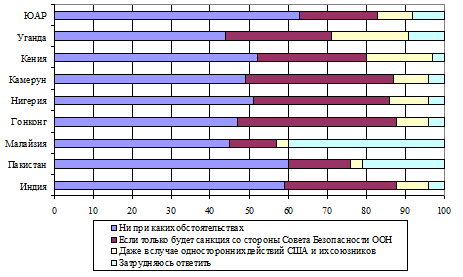 ЮАР
Уганда
Кения
Камерун
Нигерия
Гонконг
Малайзия
Пакистан
Индия
0 10 20 30 40 50 60 70 80 90 100
Ни при каких обстоятельствах
Если только будет санкция со стороны Совета Безопасности ООН
Даже в случае односторонних действий США и их союзников
Затрудняюсь ответить